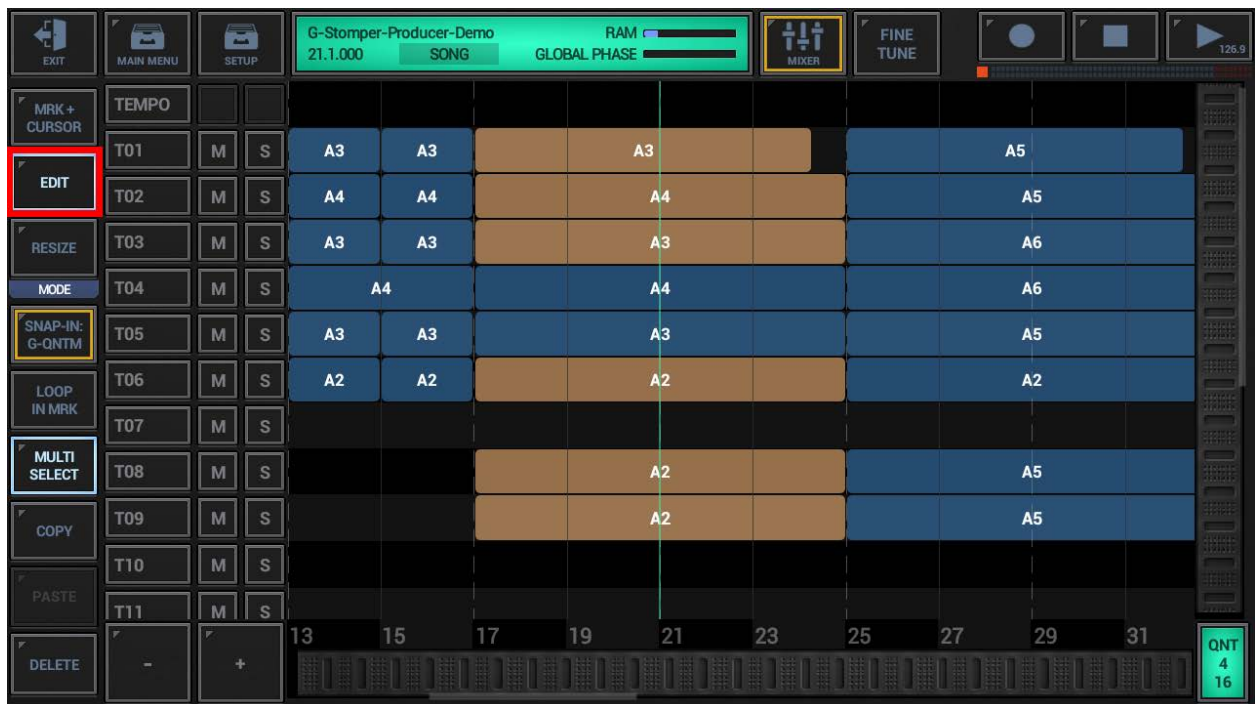 EXIT
MAIN MENU
SETUP
G-Stomper-Producer-Demo
RAM
21.1.000
SONG
GLOBAL PHASE
MIXER
FINE
TUNE
126.9
MRK +
CURSOR
TEMPO
EDIT
T01 M S A3 A3 A3 A5
T02 M S A4 A4 A4 A5
RESIZE
T03 M S A3 A3 A3 A6
MODE
T04 M S A4 A4 A6
SNAP-IN:
G-QNTM
T05 M S A3 A3 A3 A5
LOOP
IN MRK
T06 M S A2 A2 A2 A2
T07 M S
MULTI
SELECT
T08 M S A2 A5
COPY
T09 M S A2 A5
PASTE
T10 M S
T11 M S
DELETE
- +
13 15 17 19 21 23 25 27 29 31
QNT
4
16